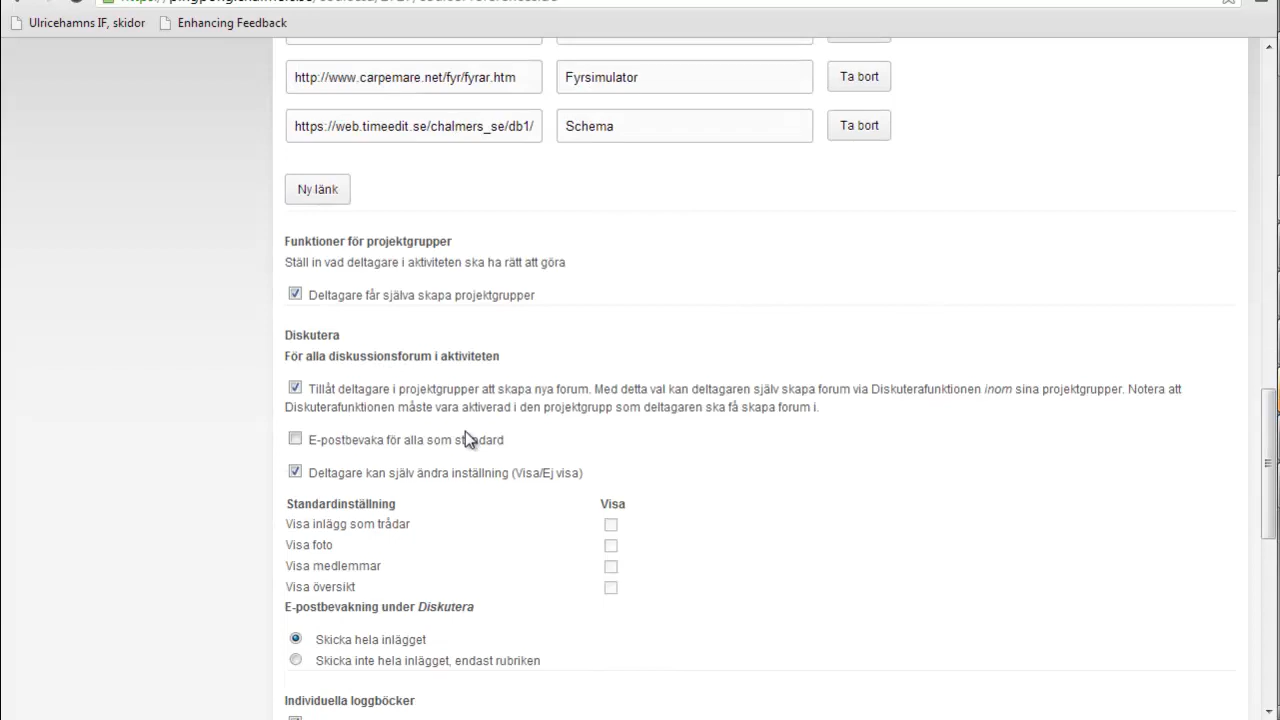 Ulricehamns IF, skidor Enhancing Feedback
http://www.carpemare.net/fyr/fyrar.htm Fyrsimulator Ta bort
https://web.timeedit.se/chalmers_se/db1/ Schema Ta bort
Ny länk
Funktioner för projektgrupper
Ställ in vad deltagare i aktiviteten ska ha rätt att göra
Deltagare får själva skapa projektgrupper
Diskutera
För alla diskussionsforum i aktiviteten
Tillåt deltagare i projektgrupper att skapa nya forum. Med detta val kan deltagaren själv skapa forum via Diskuterafunktionen inom sina projektgrupper. Notera att
Diskuterafunktionen måste vara aktiverad i den projektgrupp som deltagaren ska få skapa forum i.
E-postbevaka för alla som standard
Deltagare kan själv ändra inställning (Visa/Ej visa)
Standardinställning Visa
Visa inlägg som trådar
Visa foto
Visa medlemmar
Visa översikt
E-postbevakning under Diskutera
Skicka hela inlägget
Skicka inte hela inlägget, endast rubriken
Individuella loggböcker